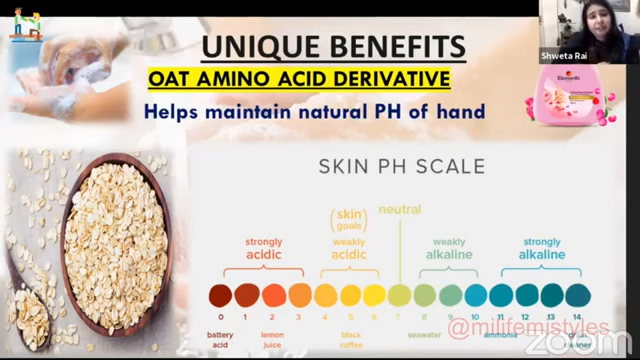 UNIQUE BENEFITS
Shweta Rai
OAT AMINO ACID DERIVATIVE
Elements
Helps maintain natural PH of hand
SKIN PH SCALE
(skin goals)
neutral
strongly acidic
weakly acidic
weakly alkaline
strongly alkaline
0 1 2 3 4 5 6 7 8 9 10 11 12 13 14
battery acid
lemon juice
black coffee
seawater
ammonia
cleaner
@milifemistyles
zoom